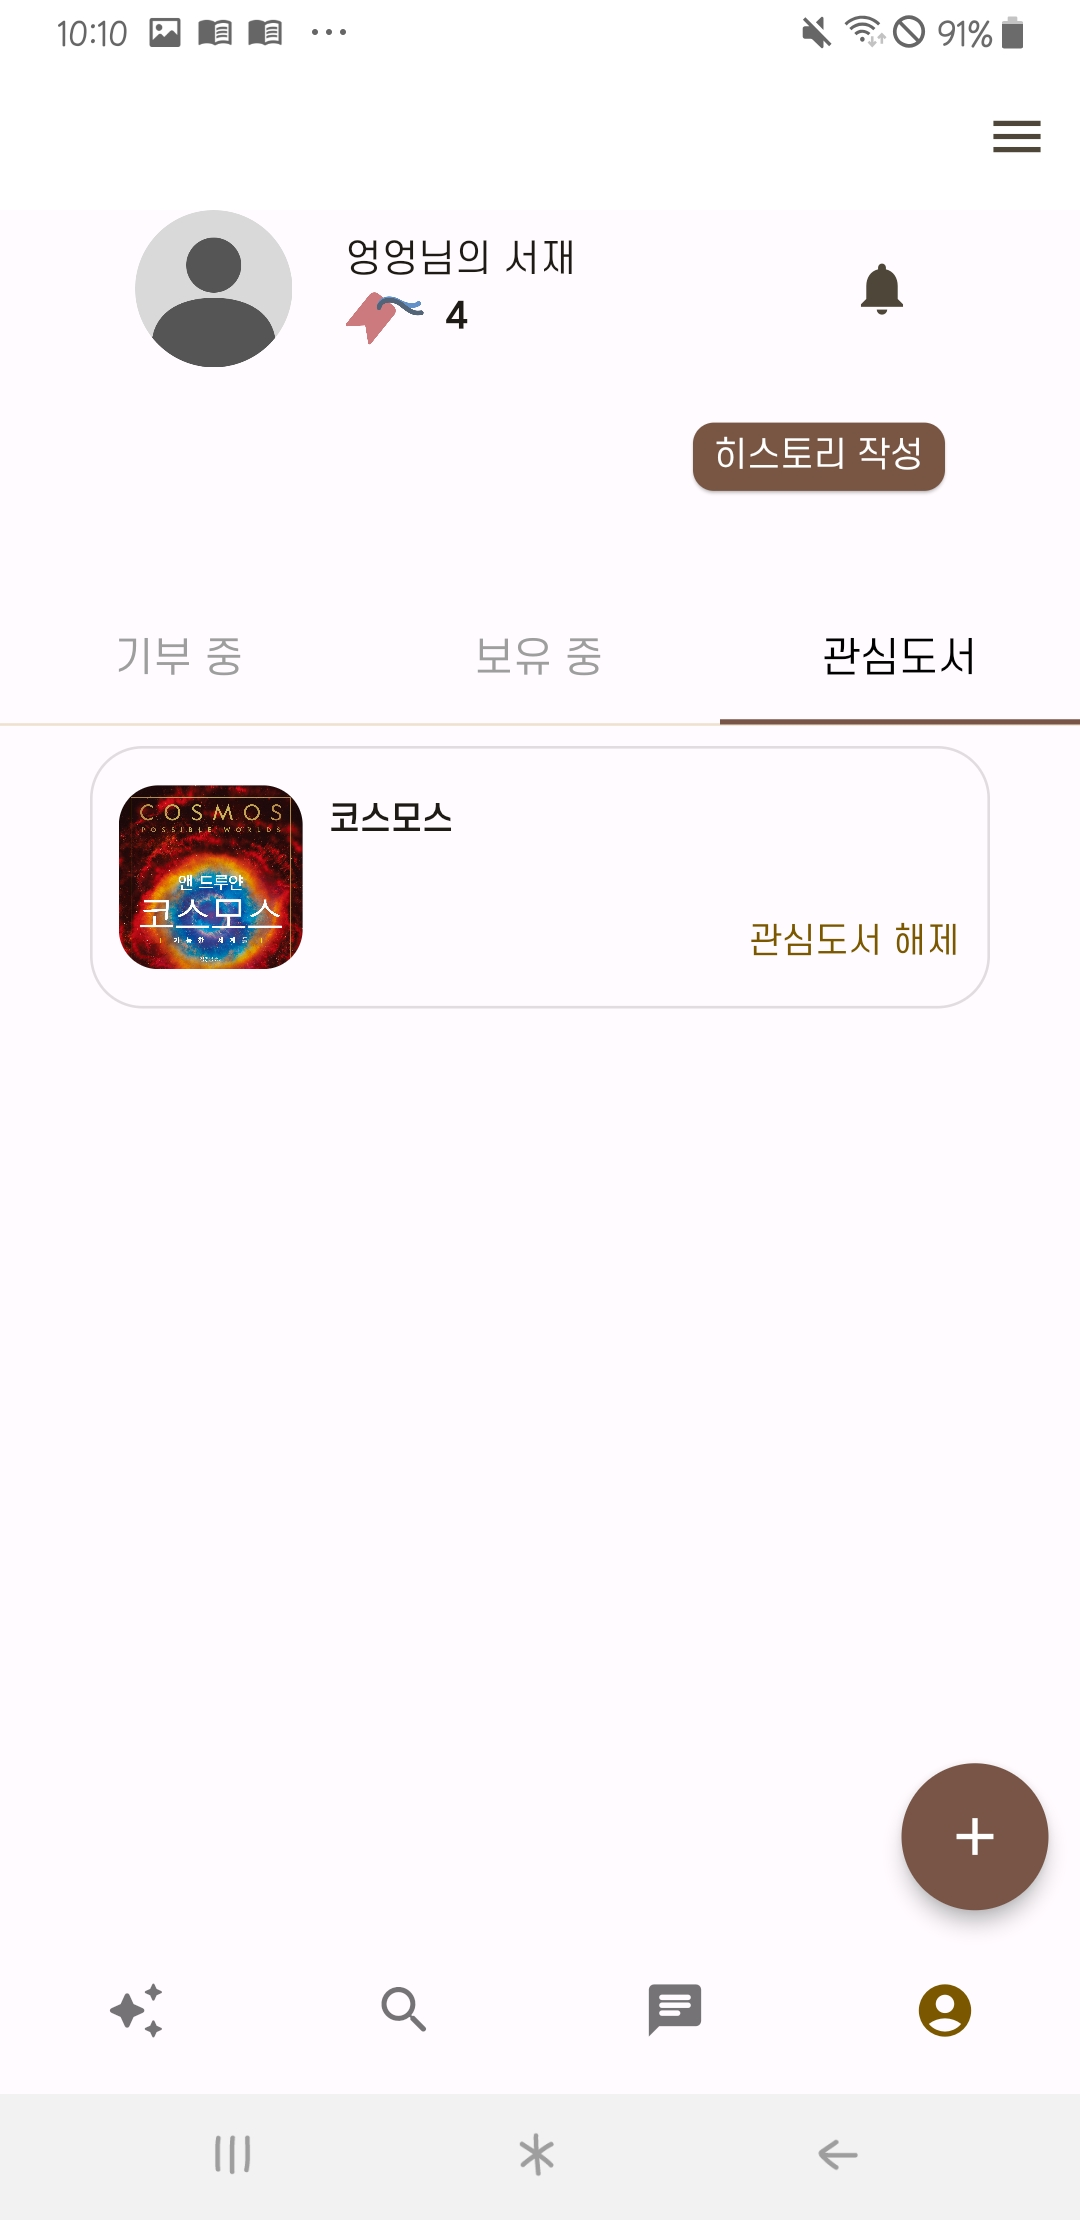 10:10
91%
엉엉님의 서재
4
히스토리 작성
기부 중
보유 중
관심도서
COSMOS
POSSIBLE WORLDS
앤 드루얀
코스모스
가능한 세계들
코스모스
관심도서 해제